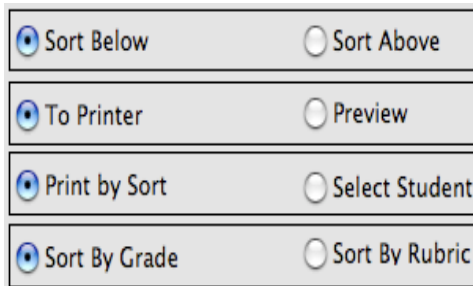 Sort Below Sort Above
To Printer Preview
Print by Sort Select Student
Sort By Grade Sort By Rubric